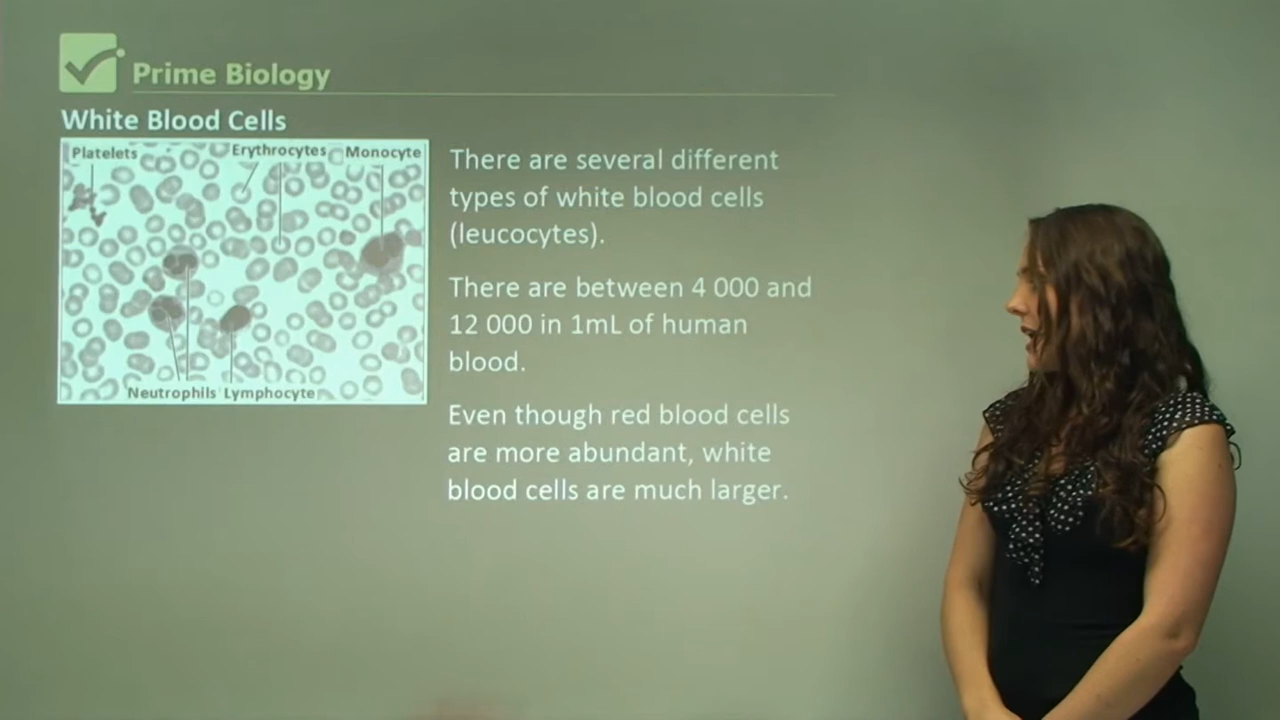 Prime Biology
White Blood Cells
Platelets
Erythrocytes
Monocyte
Neutrophils
Lymphocyte
There are several different
types of white blood cells
(leucocytes).
There are between 4 000 and
12 000 in 1mL of human
blood.
Even though red blood cells
are more abundant, white
blood cells are much larger.